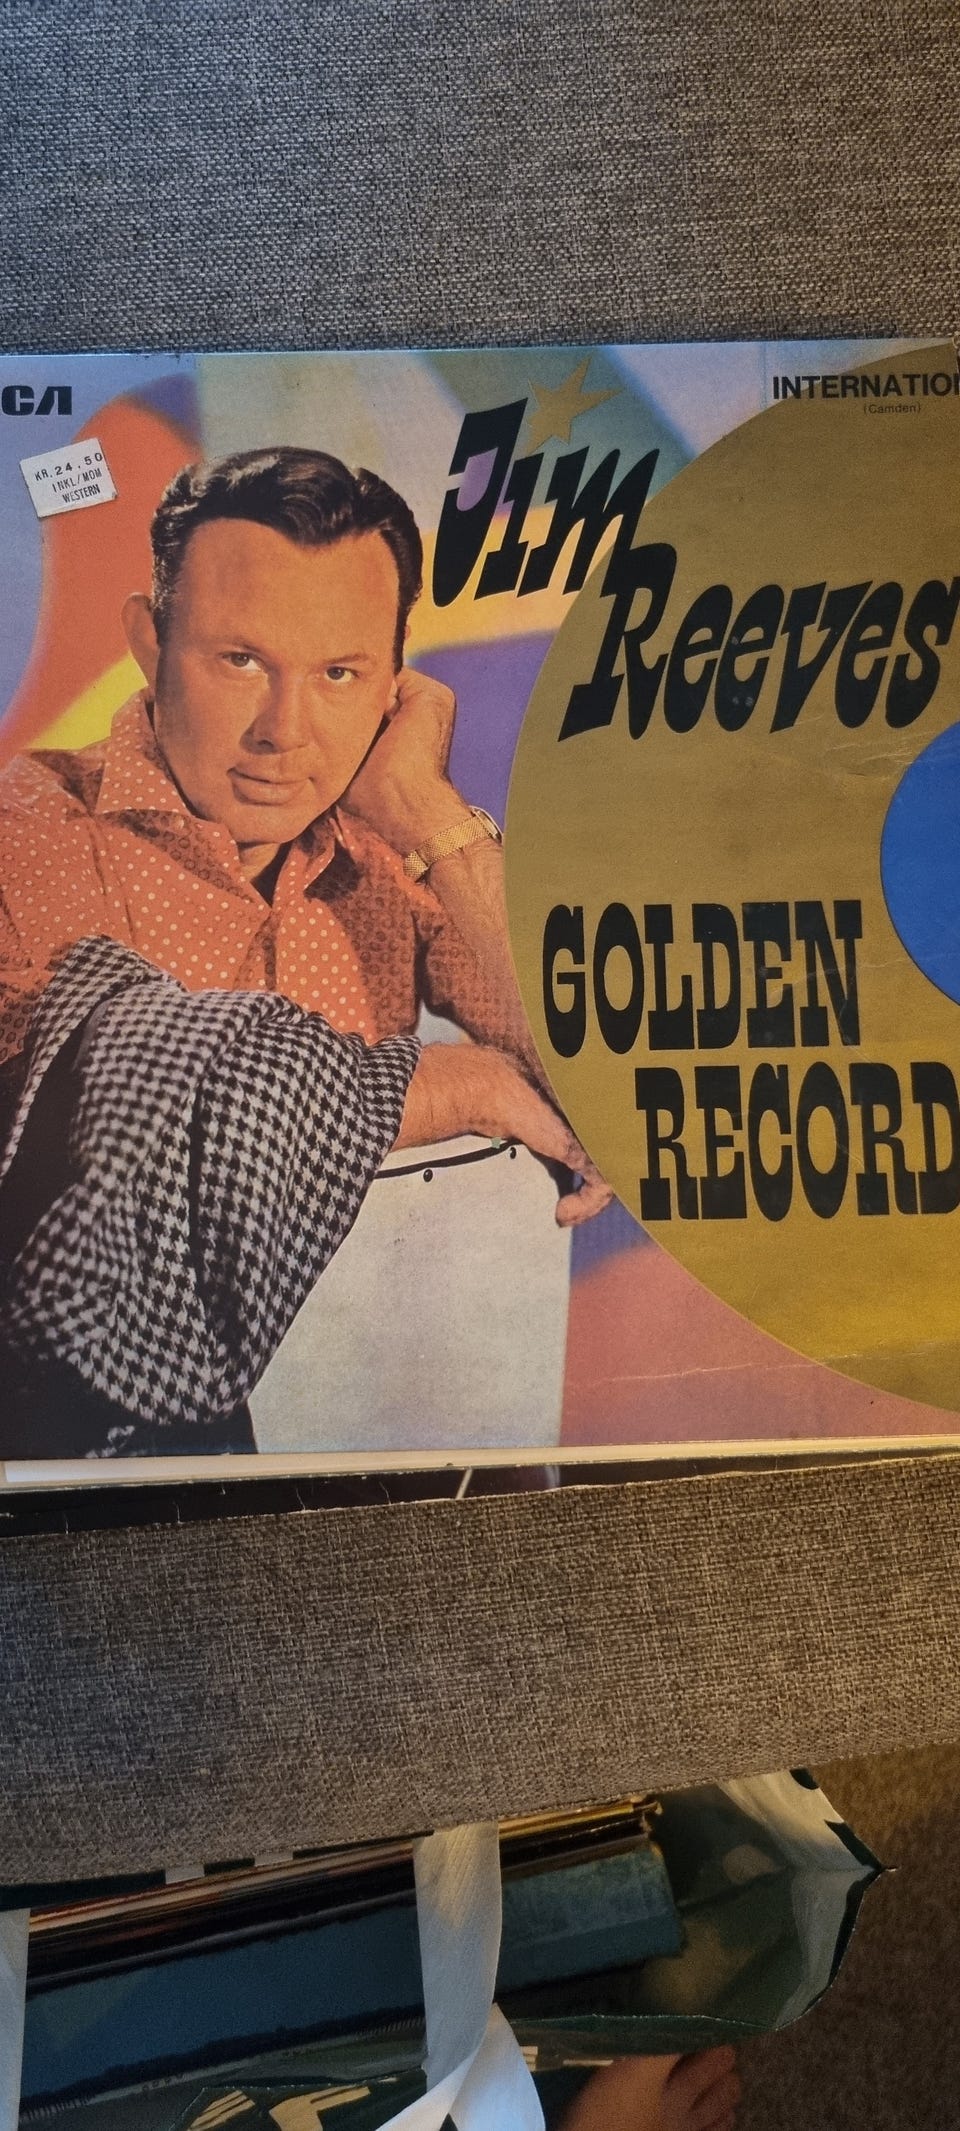 CA
INTERNATION
(Camden)
KR.24.50
INKL/MOM
WESTERN
Jim
Reeves
GOLDEN
RECORD